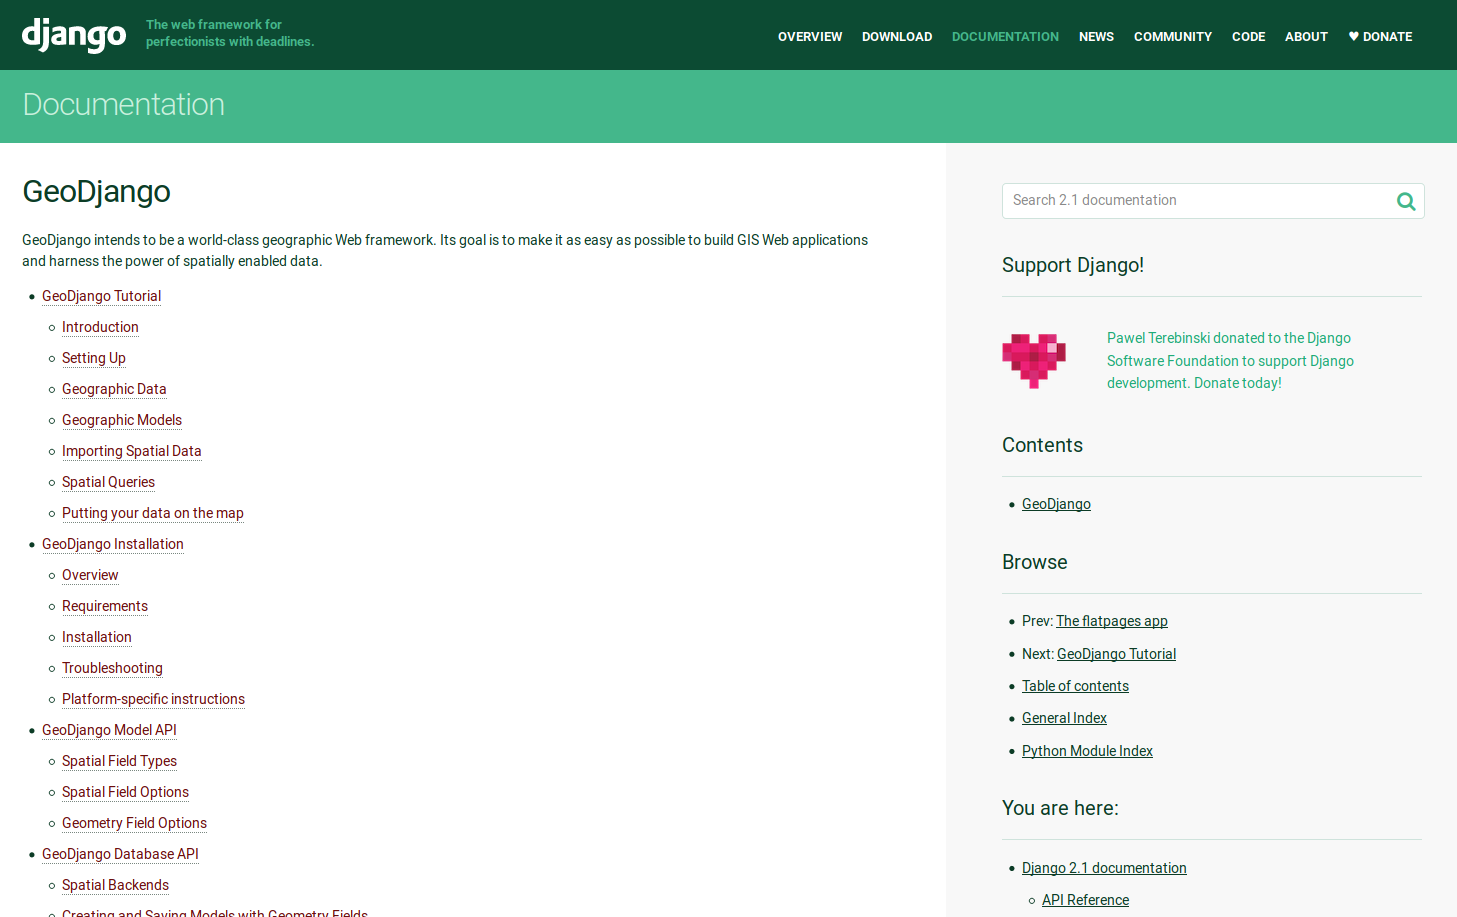 django
The web framework for
perfectionists with deadlines.
OVERVIEW DOWNLOAD DOCUMENTATION NEWS COMMUNITY CODE ABOUT ♥ DONATE
Documentation
GeoDjango
GeoDjango intends to be a world-class geographic Web framework. Its goal is to make it as easy as possible to build GIS Web applications
and harness the power of spatially enabled data.
GeoDjango Tutorial
Introduction
Setting Up
Geographic Data
Geographic Models
Importing Spatial Data
Spatial Queries
Putting your data on the map
GeoDjango Installation
Overview
Requirements
Installation
Troubleshooting
Platform-specific instructions
GeoDjango Model API
Spatial Field Types
Spatial Field Options
Geometry Field Options
GeoDjango Database API
Spatial Backends
Creating and Saving Models with Geometry Fields
Search 2.1 documentation
Support Django!
Pawel Terebinski donated to the Django
Software Foundation to support Django
development. Donate today!
Contents
GeoDjango
Browse
Prev: The flatpages app
Next: GeoDjango Tutorial
Table of contents
General Index
Python Module Index
You are here:
Django 2.1 documentation
API Reference